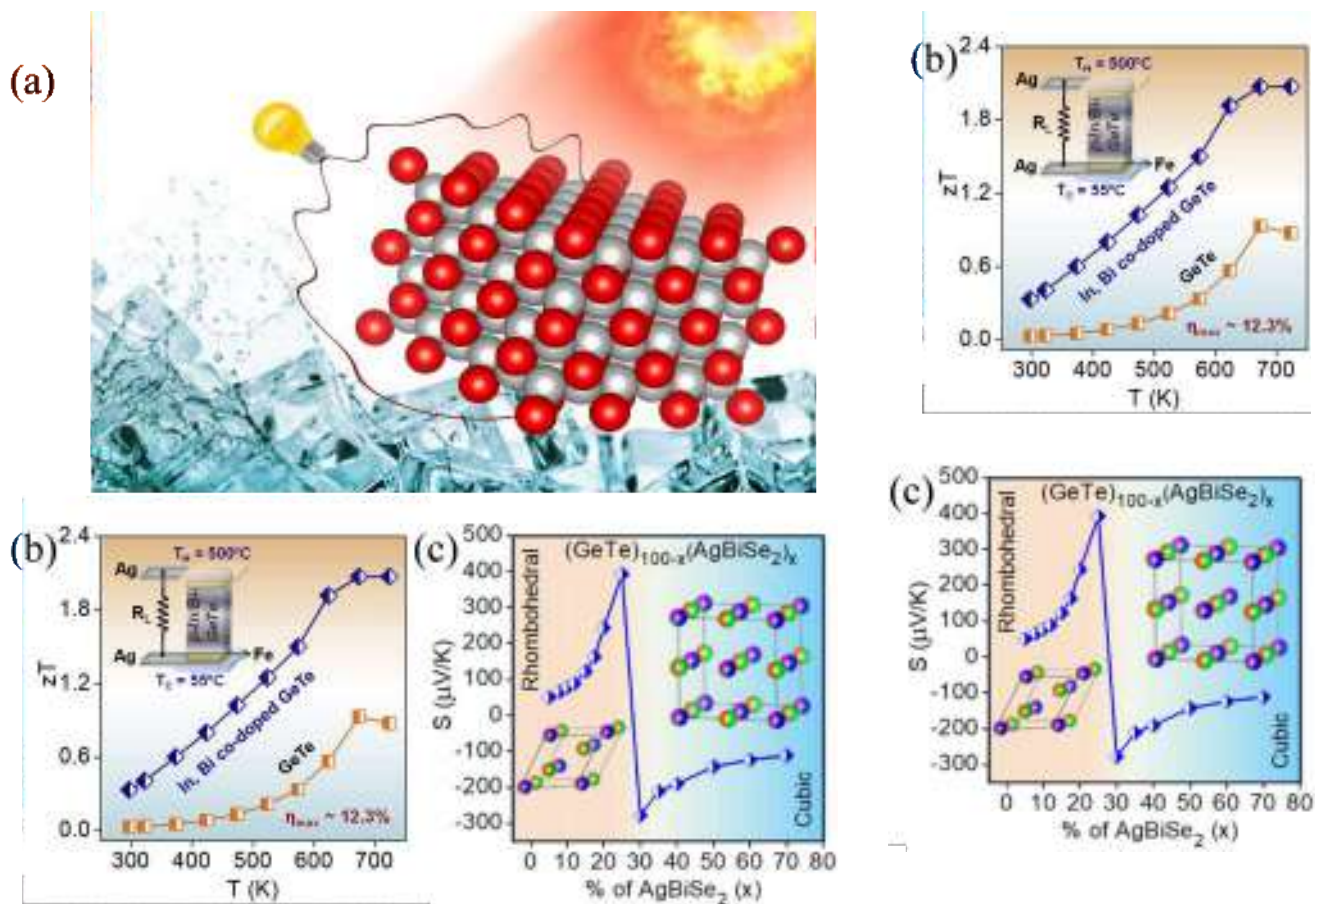 (a)
(b)
2.4
1.8
1.2
0.6
0.0
zT
T_H = 500°C
Ag
R_L
Ag
Fe
T_C = 55°C
p-In Bi
GeTe
In, Bi co-doped GeTe
GeTe
η_max ~ 12.3%
300 400 500 600 700
T (K)
(c)
500
400
300
200
100
0
-100
-200
-300
S (µV/K)
(GeTe)_100-x(AgBiSe_2)_x
Rhombohedral
Cubic
0 10 20 30 40 50 60 70 80
% of AgBiSe_2 (x)
(b)
2.4
1.8
1.2
0.6
0.0
zT
T_H = 500°C
Ag
R_L
Ag
Fe
T_C = 55°C
p-In Bi
GeTe
In, Bi co-doped GeTe
GeTe
η_max ~ 12.3%
300 400 500 600 700
T (K)
(c)
500
400
300
200
100
0
-100
-200
-300
S (µV/K)
(GeTe)_100-x(AgBiSe_2)_x
Rhombohedral
Cubic
0 10 20 30 40 50 60 70 80
% of AgBiSe_2 (x)